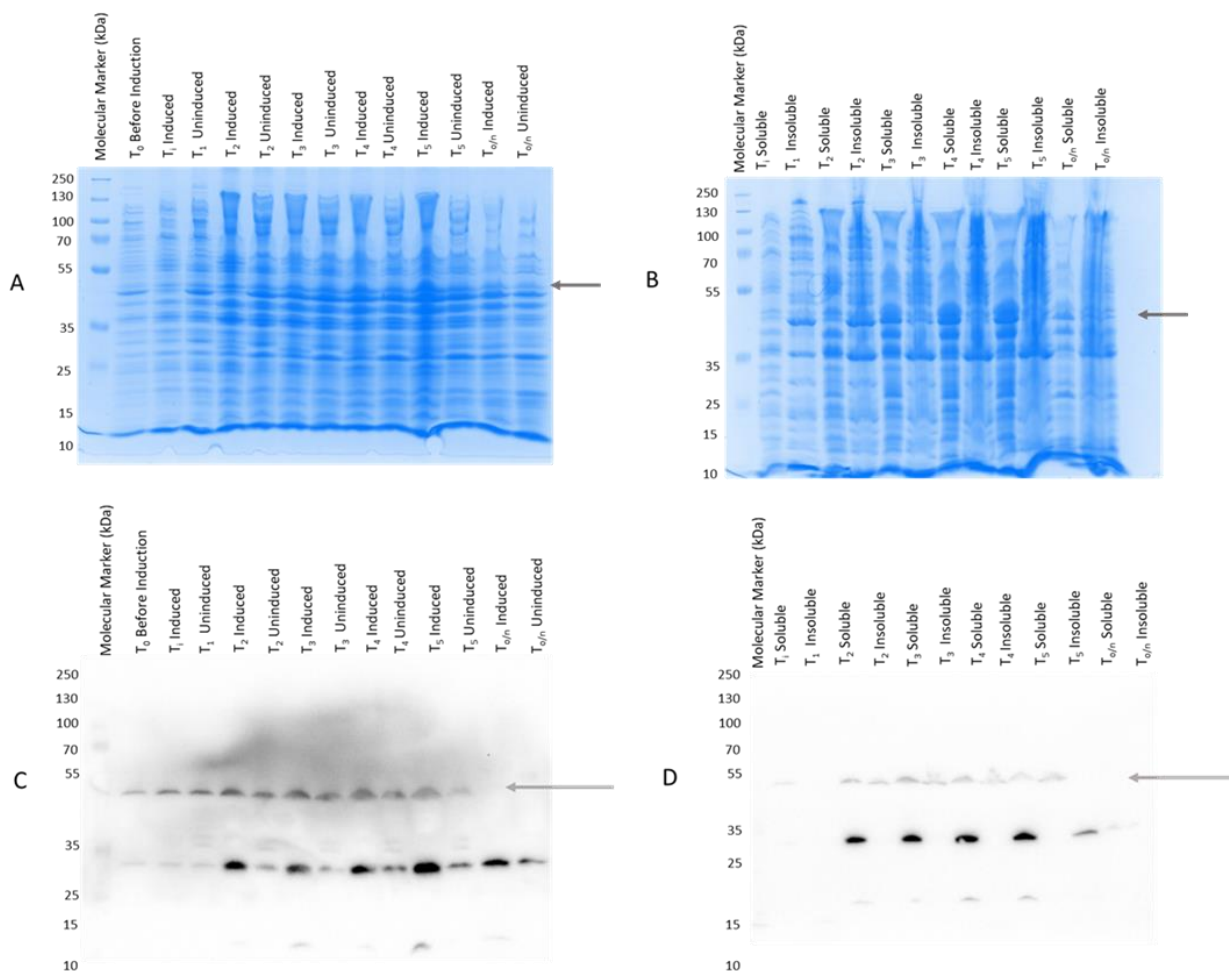 Molecular Marker (kDa)
T₀ Before Induction
Tᵢ Induced
T₁ Uninduced
T₂ Induced
T₂ Uninduced
T₃ Induced
T₃ Uninduced
T₄ Induced
T₄ Uninduced
T₅ Induced
T₅ Uninduced
Tₒ/ₙ Induced
Tₒ/ₙ Uninduced
250
130
100
70
55
35
25
15
10
A
Molecular Marker (kDa)
Tᵢ Soluble
T₁ Insoluble
T₂ Soluble
T₂ Insoluble
T₃ Soluble
T₃ Insoluble
T₄ Soluble
T₄ Insoluble
T₅ Soluble
T₅ Insoluble
Tₒ/ₙ Soluble
Tₒ/ₙ Insoluble
250
130
100
70
55
35
25
15
10
B
Molecular Marker (kDa)
T₀ Before Induction
Tᵢ Induced
T₁ Uninduced
T₂ Induced
T₂ Uninduced
T₃ Induced
T₃ Uninduced
T₄ Induced
T₄ Uninduced
T₅ Induced
T₅ Uninduced
Tₒ/ₙ Induced
Tₒ/ₙ Uninduced
250
130
100
70
55
35
25
15
10
C
Molecular Marker (kDa)
Tᵢ Soluble
T₁ Insoluble
T₂ Soluble
T₂ Insoluble
T₃ Soluble
T₃ Insoluble
T₄ Soluble
T₄ Insoluble
T₅ Soluble
T₅ Insoluble
Tₒ/ₙ Soluble
Tₒ/ₙ Insoluble
250
130
100
70
55
35
25
15
10
D